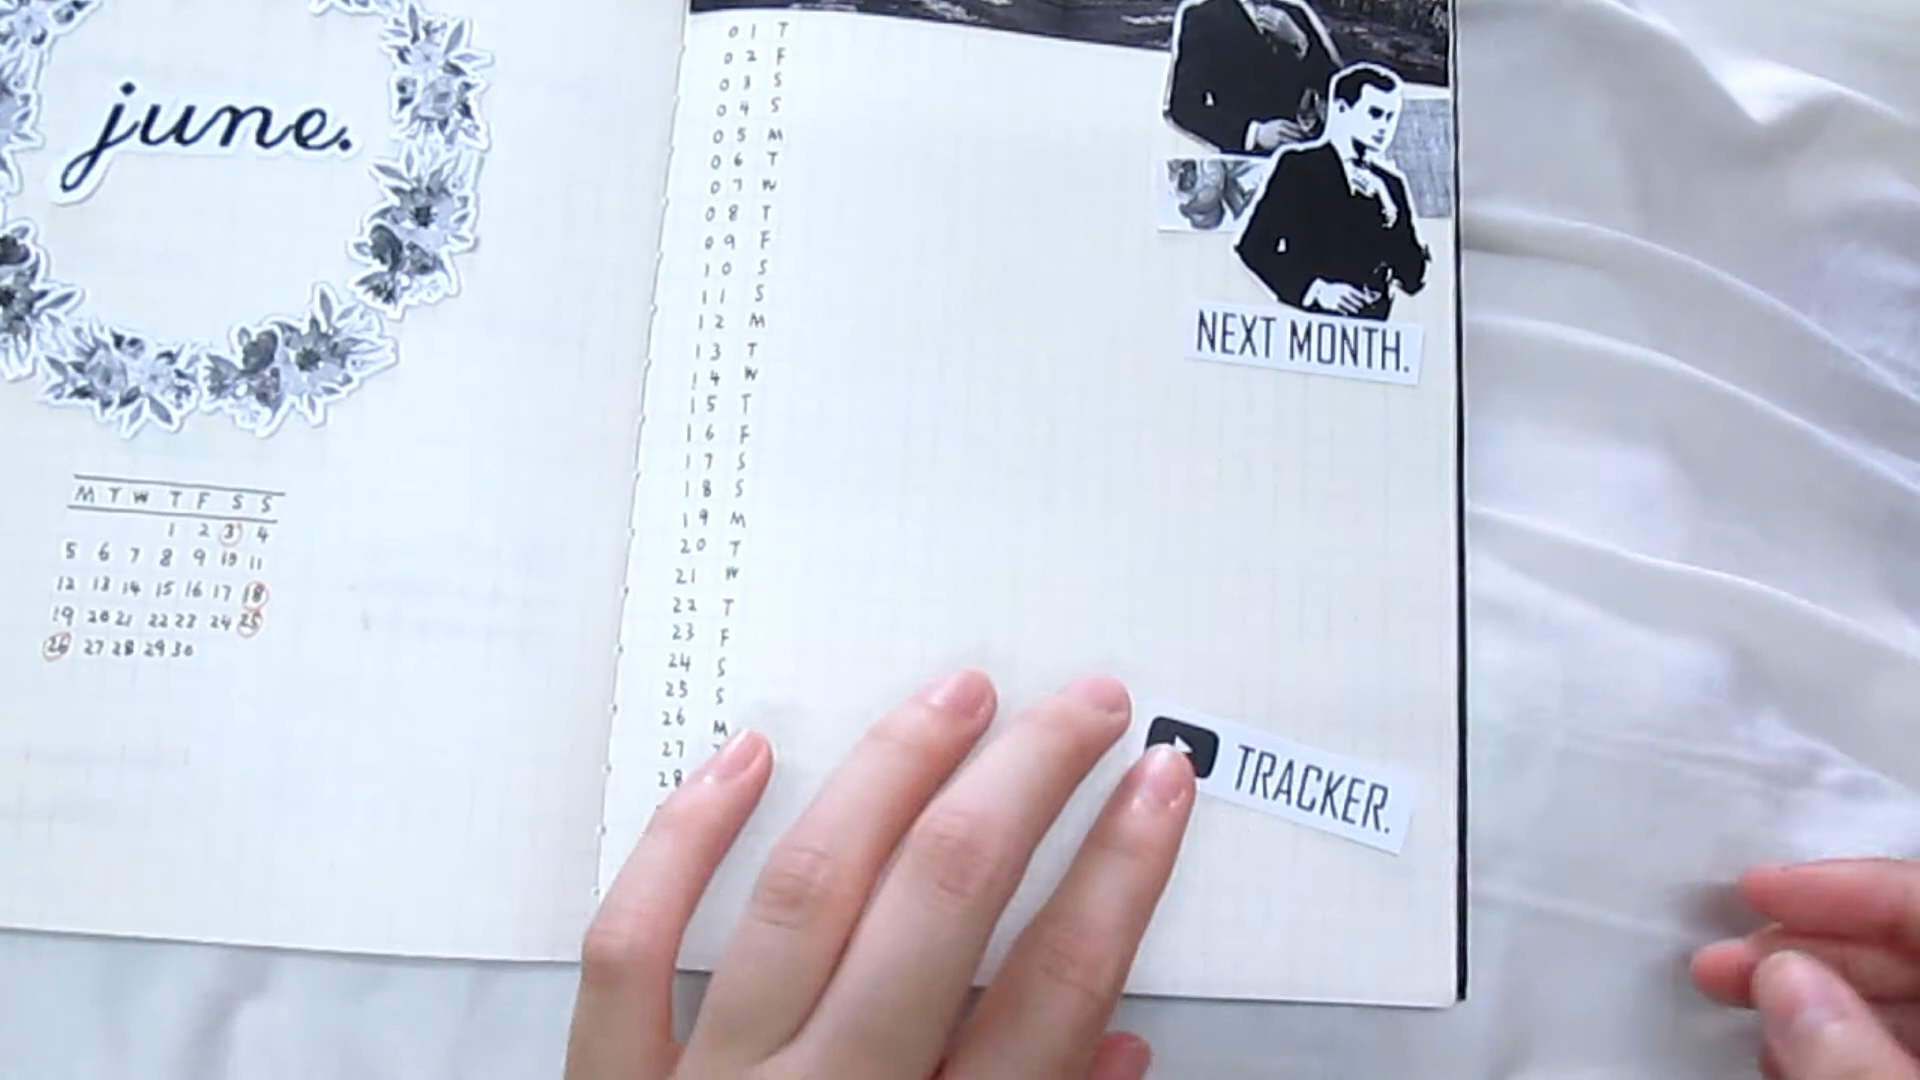 june.
M T W T F S S
1 2 3 4
5 6 7 8 9 10 11
12 13 14 15 16 17 18
19 20 21 22 23 24 25
26 27 28 29 30
01 T
02 F
03 S
04 S
05 M
06 T
07 W
08 T
09 F
10 S
11 S
12 M
13 T
14 W
15 T
16 F
17 S
18 S
19 M
20 T
21 W
22 T
23 F
24 S
25 S
26 M
27
28
NEXT MONTH.
TRACKER.